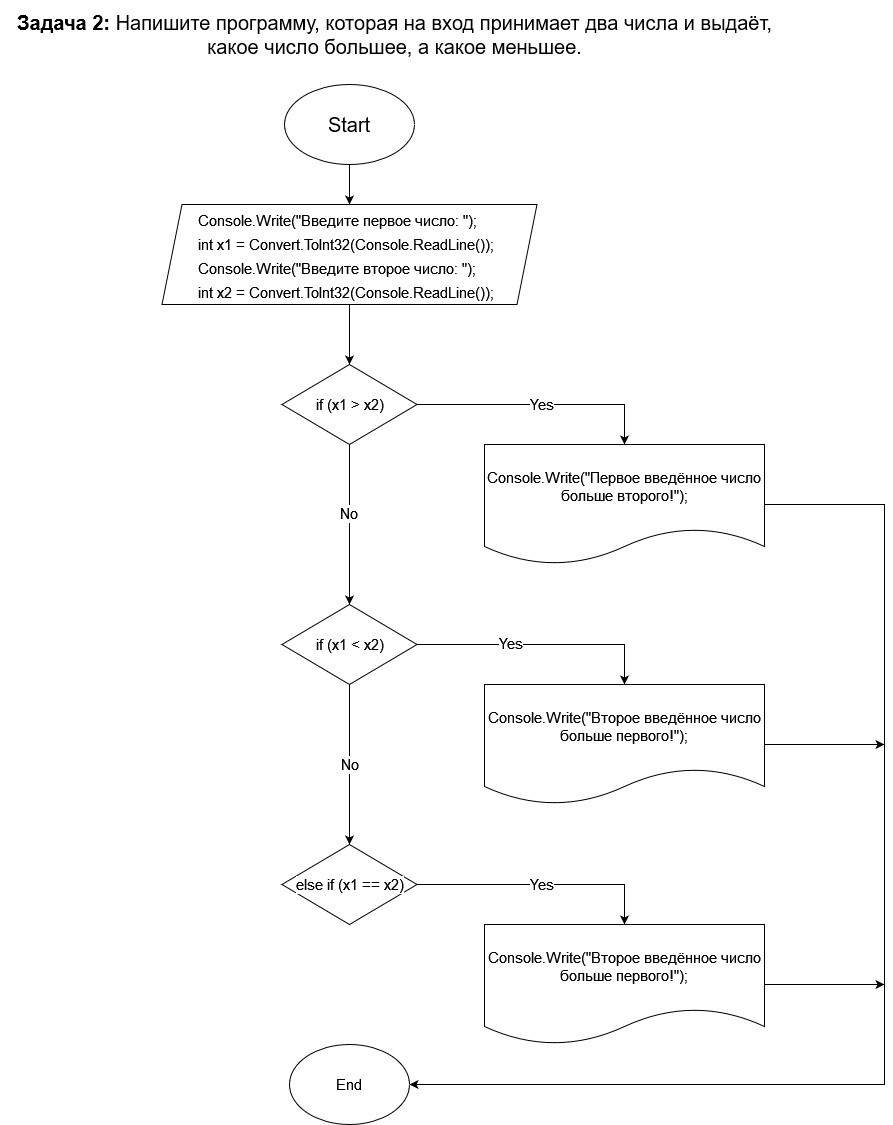 Задача 2: Напишите программу, которая на вход принимает два числа и выдаёт,
какое число большее, а какое меньшее.
Start
Console.Write("Введите первое число: ");
int x1 = Convert.ToInt32(Console.ReadLine());
Console.Write("Введите второе число: ");
int x2 = Convert.ToInt32(Console.ReadLine());
if (x1 > x2)
Yes
Console.Write("Первое введённое число
больше второго!");
No
if (x1 < x2)
Yes
Console.Write("Второе введённое число
больше первого!");
No
else if (x1 == x2)
Yes
Console.Write("Второе введённое число
больше первого!");
End